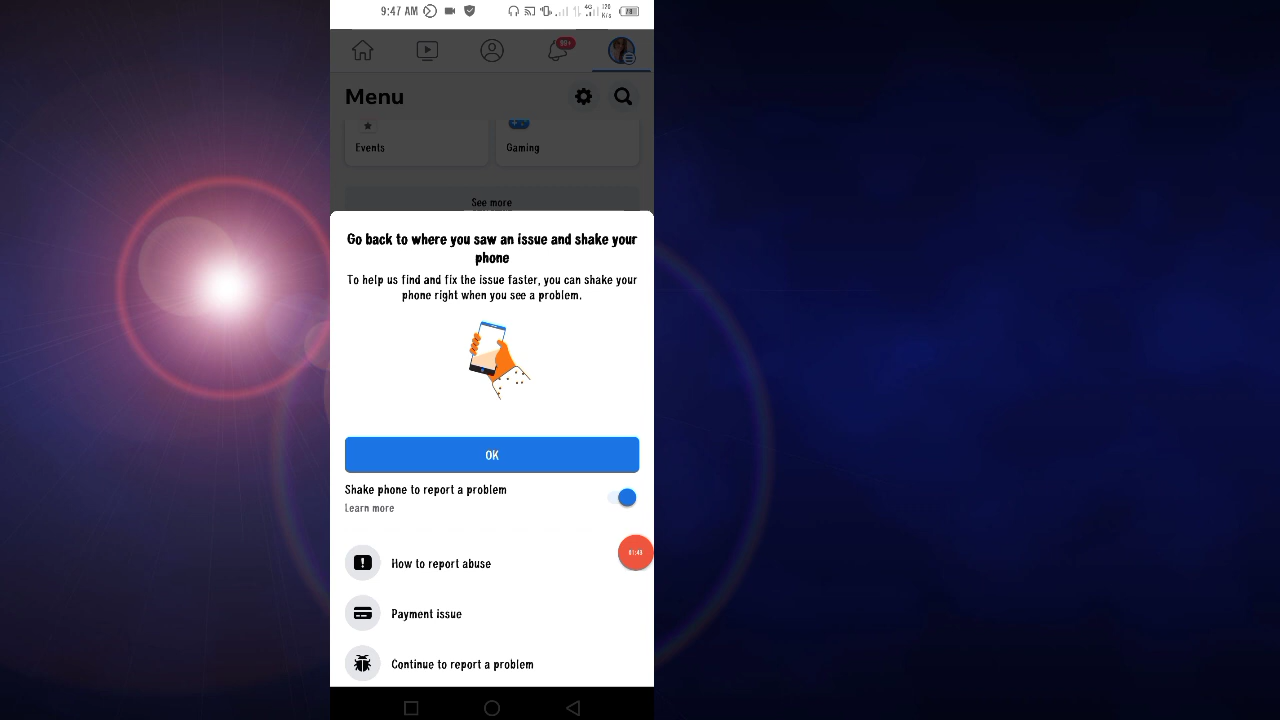 9:47 AM
4G
90+
Menu
Events
Gaming
See more
Go back to where you saw an issue and shake your
phone
To help us find and fix the issue faster, you can shake your
phone right when you see a problem.
OK
Shake phone to report a problem
Learn more
How to report abuse
Payment issue
Continue to report a problem